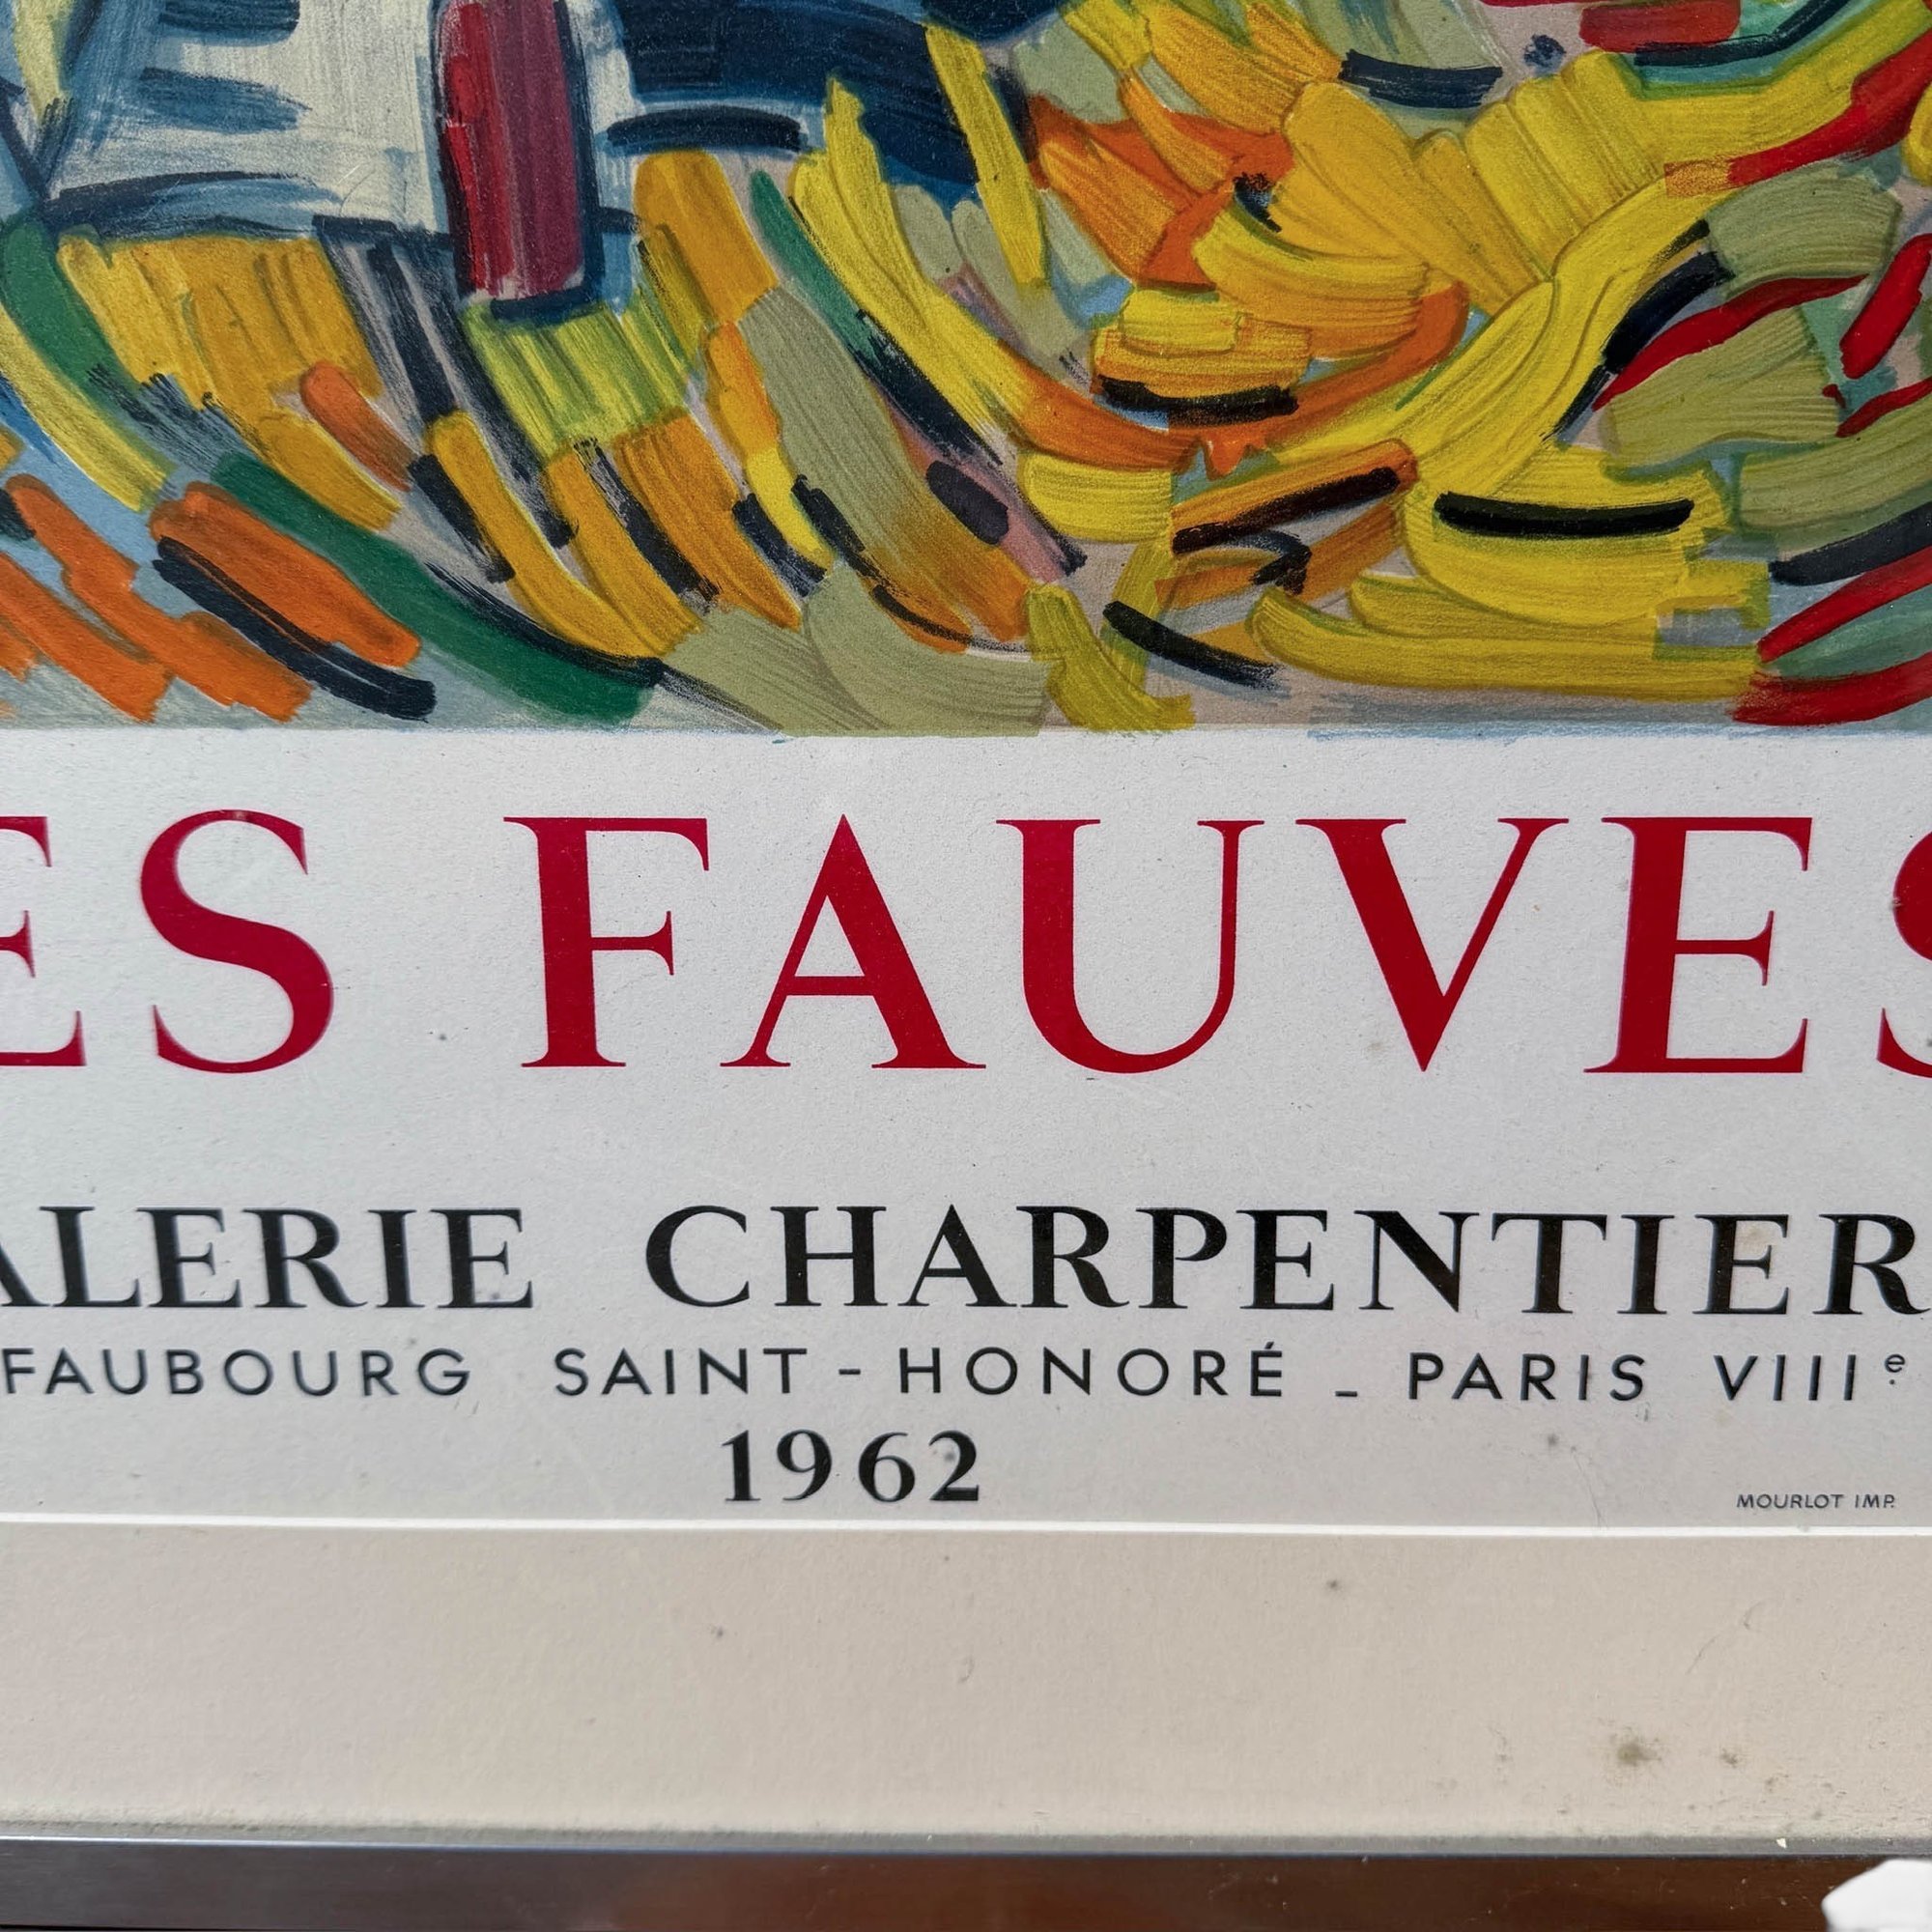 ES FAUVES
ALERIE CHARPENTIER
FAUBOURG SAINT-HONORÉ - PARIS VIIIe
1962
MOURLOT IMP.